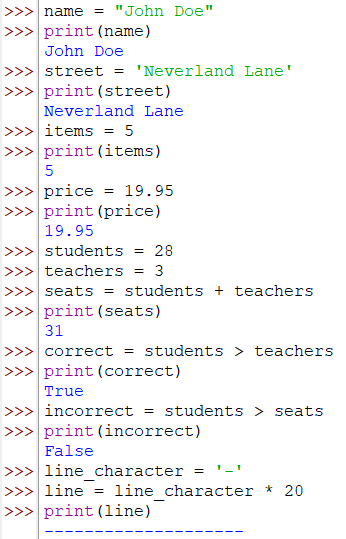 >>> name = "John Doe"
>>> print(name)
John Doe
>>> street = 'Neverland Lane'
>>> print(street)
Neverland Lane
>>> items = 5
>>> print(items)
5
>>> price = 19.95
>>> print(price)
19.95
>>> students = 28
>>> teachers = 3
>>> seats = students + teachers
>>> print(seats)
31
>>> correct = students > teachers
>>> print(correct)
True
>>> incorrect = students > seats
>>> print(incorrect)
False
>>> line_character = '-'
>>> line = line_character * 20
>>> print(line)
--------------------